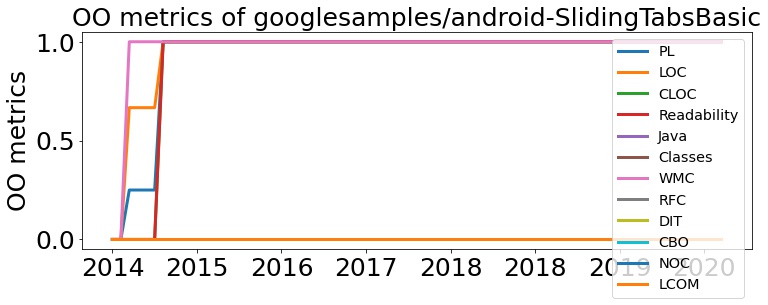 OO metrics of googlesamples/android-SlidingTabsBasic
OO metrics
1.0
0.5
0.0
2014 2015 2016 2017 2018 2018 2019 2020
PL
LOC
CLOC
Readability
Java
Classes
WMC
RFC
DIT
CBO
NOC
LCOM